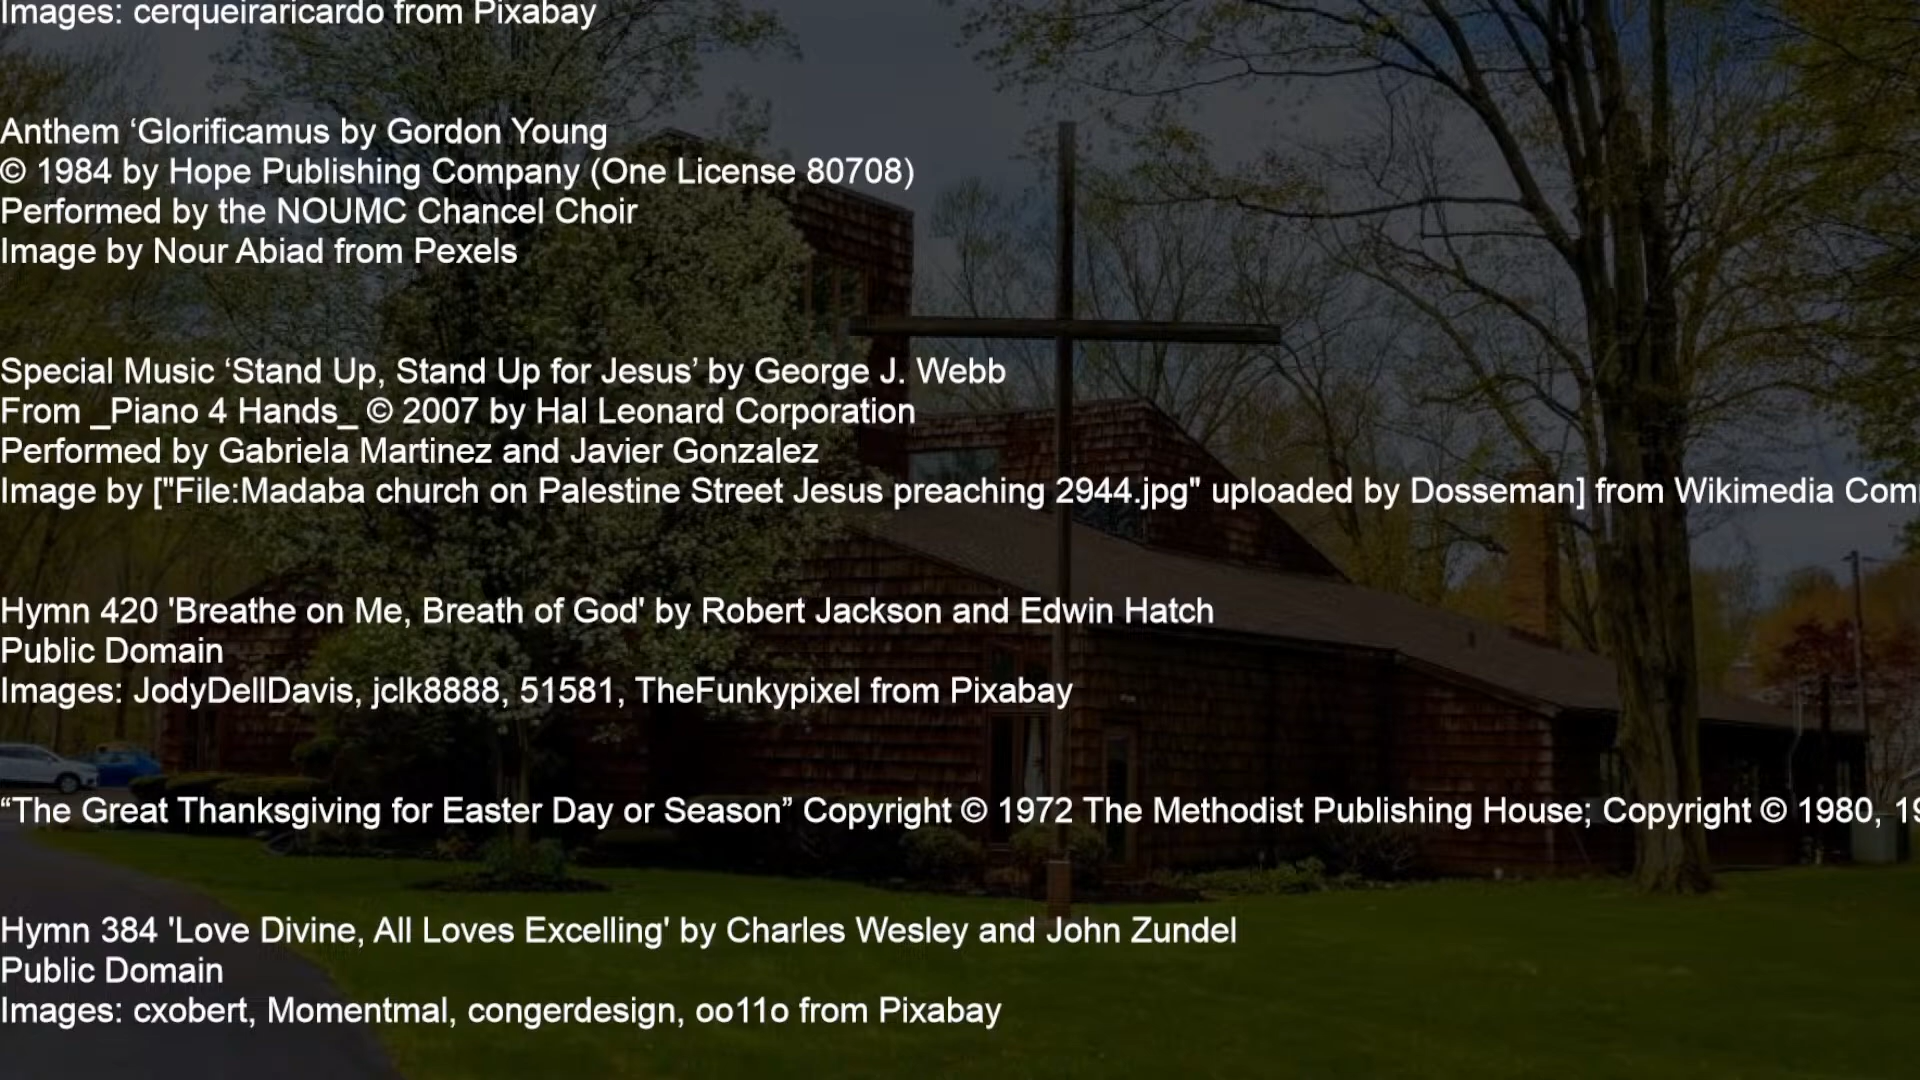 Images: cerqueiraricardo from Pixabay
Anthem ‘Glorificamus by Gordon Young
© 1984 by Hope Publishing Company (One License 80708)
Performed by the NOUMC Chancel Choir
Image by Nour Abiad from Pexels
Special Music ‘Stand Up, Stand Up for Jesus’ by George J. Webb
From _Piano 4 Hands_ © 2007 by Hal Leonard Corporation
Performed by Gabriela Martinez and Javier Gonzalez
Image by ["File:Madaba church on Palestine Street Jesus preaching 2944.jpg" uploaded by Dosseman] from Wikimedia
Hymn 420 'Breathe on Me, Breath of God' by Robert Jackson and Edwin Hatch
Public Domain
Images: JodyDellDavis, jclk8888, 51581, TheFunkypixel from Pixabay
“The Great Thanksgiving for Easter Day or Season” Copyright © 1972 The Methodist Publishing House; Copyright © 1980,
Hymn 384 'Love Divine, All Loves Excelling' by Charles Wesley and John Zundel
Public Domain
Images: cxobert, Momentmal, congerdesign, oo11o from Pixabay